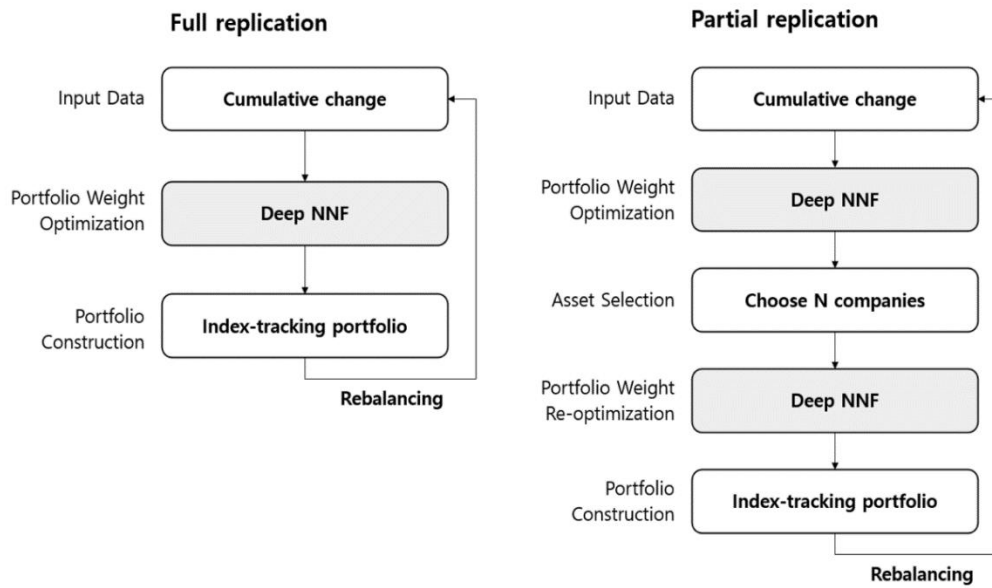 Full replication
Input Data
Cumulative change
Portfolio Weight
Optimization
Deep NNF
Portfolio
Construction
Index-tracking portfolio
Rebalancing
Partial replication
Input Data
Cumulative change
Portfolio Weight
Optimization
Deep NNF
Asset Selection
Choose N companies
Portfolio Weight
Re-optimization
Deep NNF
Portfolio
Construction
Index-tracking portfolio
Rebalancing